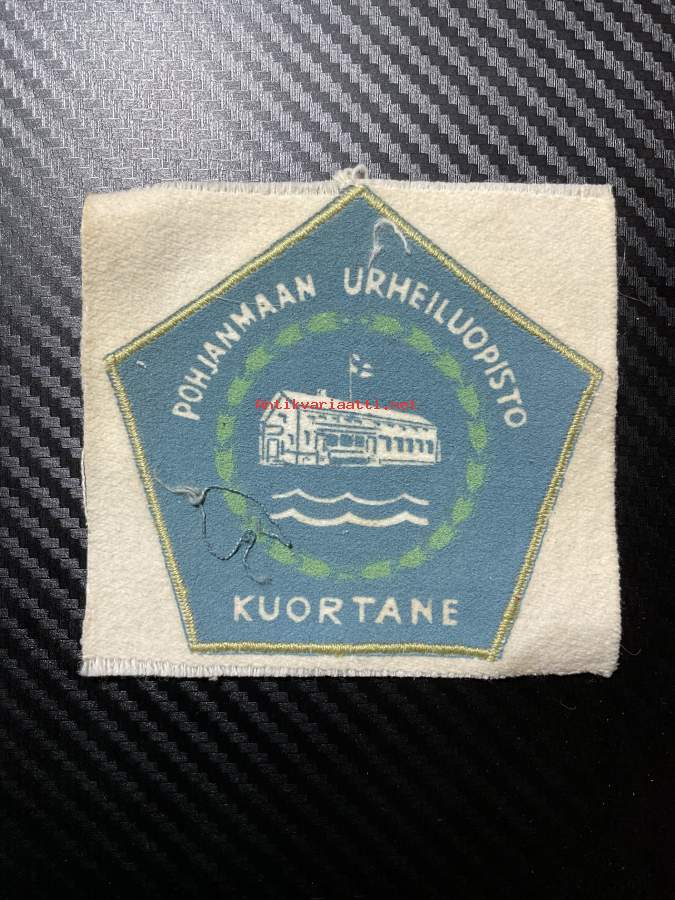 POHJANMAAN URHEILUOPISTO
Antikvariaatti.net
KUORTANE